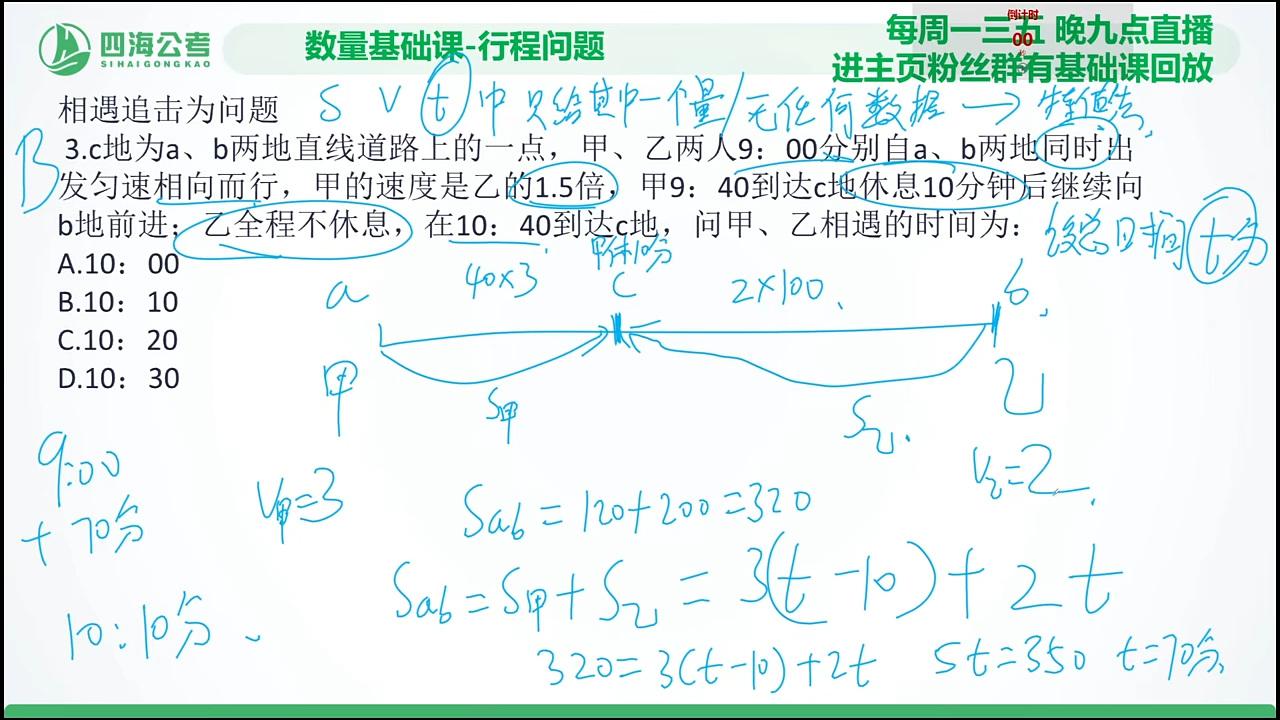 四海公考
SIHAIGONGKAO
数量基础课-行程问题
倒计时
00
每周一三五 晚九点直播
进主页粉丝群有基础课回放
相遇追击为问题
S V t 中只给其中一个量/无任何数据 →
B
3.c地为a、b两地直线道路上的一点，甲、乙两人9：00分别自a、b两地同时出
发匀速相向而行，甲的速度是乙的1.5倍，甲9：40到达c地休息10分钟后继续向
b地前进；乙全程不休息，在10：40到达c地，问甲、乙相遇的时间为：
设总时间t分
A.10：00
B.10：10
C.10：20
D.10：30
甲休10分
a 40×3 C 2×100 b
甲 S甲 S乙 乙
9:00
+70分
10:10分
V甲=3
V乙=2
Sab=120+200=320
Sab=S甲+S乙=3(t-10)+2t
320=3(t-10)+2t 5t=350 t=70分